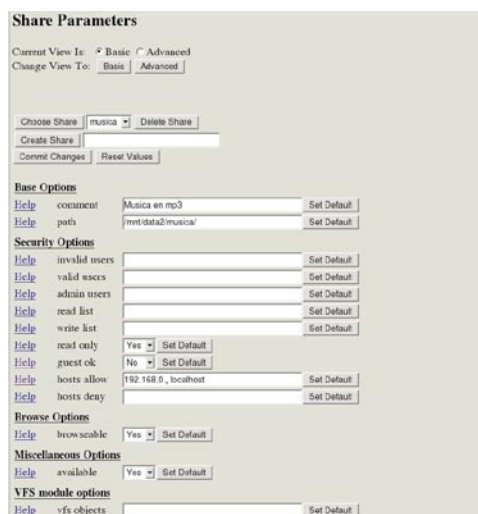 Share Parameters
Current View Is: Basic Advanced
Change View To: Basic Advanced
Choose Share musica Delete Share
Create Share
Commit Changes Reset Values
Base Options
Help comment Musica en mp3 Set Default
Help path /mnt/data2/musica/ Set Default
Security Options
Help invalid users Set Default
Help valid users Set Default
Help admin users Set Default
Help read list Set Default
Help write list Set Default
Help read only Yes Set Default
Help guest ok No Set Default
Help hosts allow 192.168.0., localhost Set Default
Help hosts deny Set Default
Browse Options
Help browseable Yes Set Default
Miscellaneous Options
Help available Yes Set Default
VFS module options
Help vfs objects Set Default